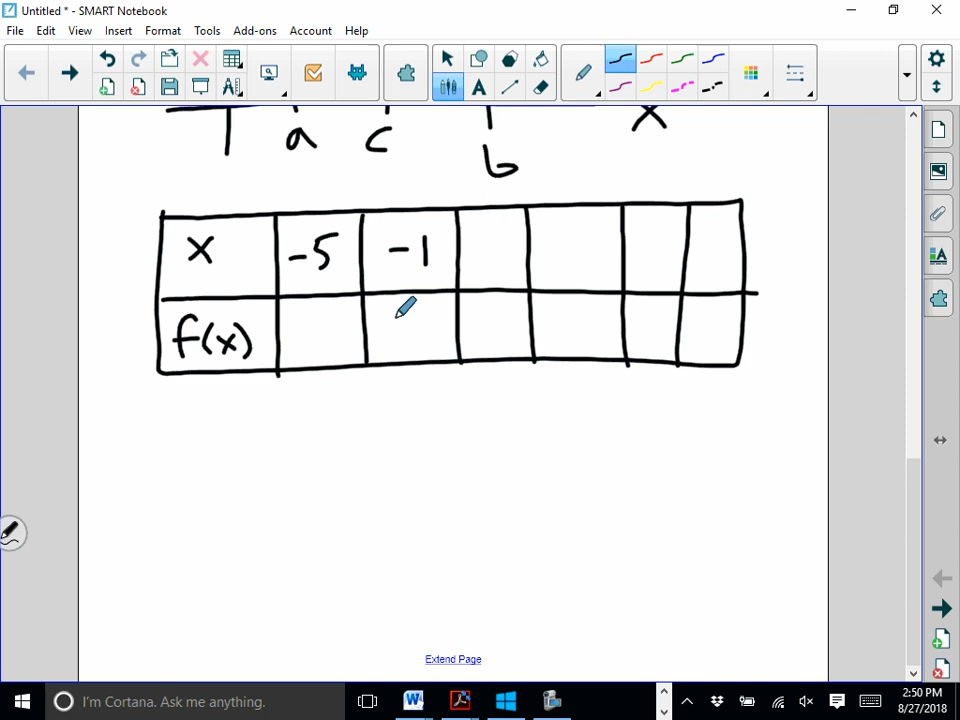 Untitled * - SMART Notebook
File Edit View Insert Format Tools Add-ons Account Help
a c x
b
x -5 -1
f(x)
Extend Page
I'm Cortana. Ask me anything.
2:50 PM
8/27/2018